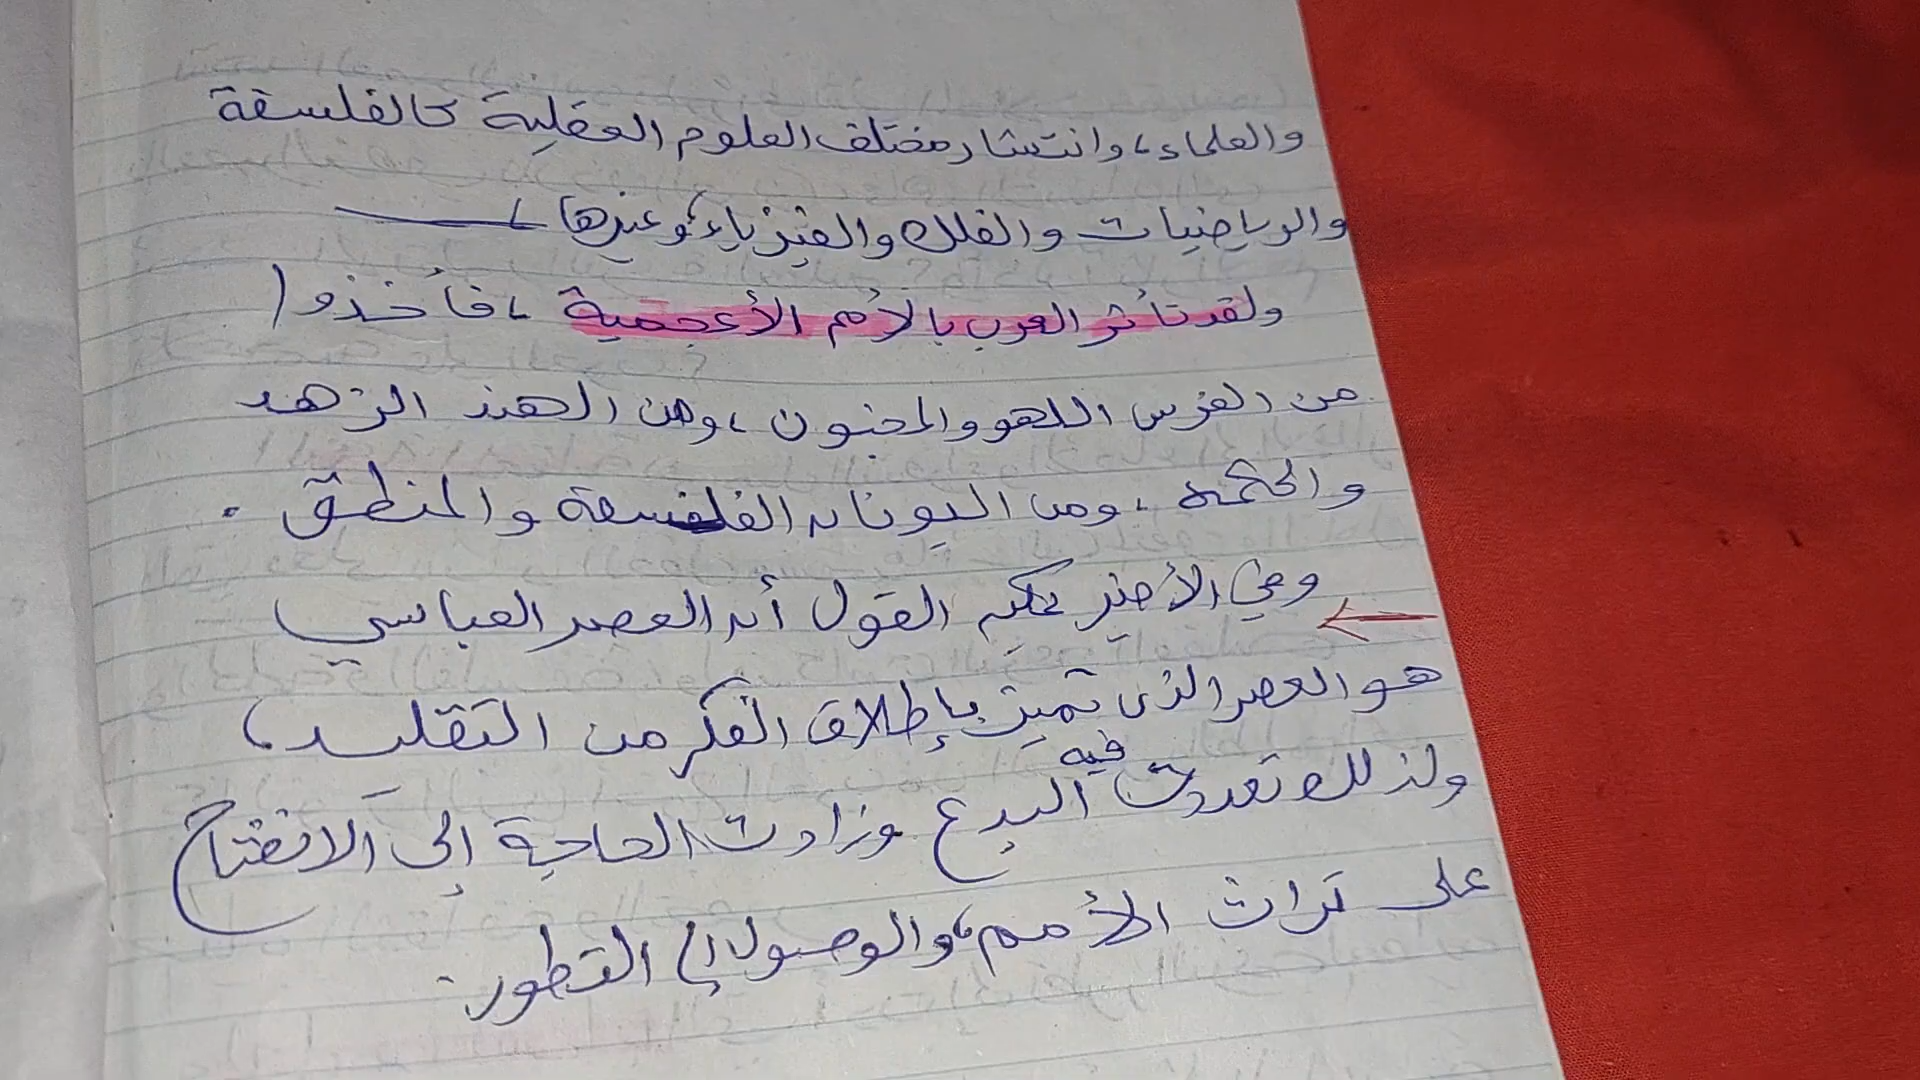 والعلماء، وانتشار مختلف العلوم العقلية كالفلسفة
والرياضيات والفلك والفيزياء، وغيرها،
ولقد تأثر العرب بالأمم الأعجمية، فأخذوا
من الفرس اللهو والمجون، ومن الهند الزهد
والحكمة، ومن اليونان الفلسفة والمنطق.
وفي الأخير يمكن القول أن العصر العباسي
هو العصر الذي تميز بإطلاق الفكر من التقليد،
ولذلك تعددت فيه البدع وزادت الحاجة إلى الانفتاح
على تراث الأمم، والوصول إلى التطور.